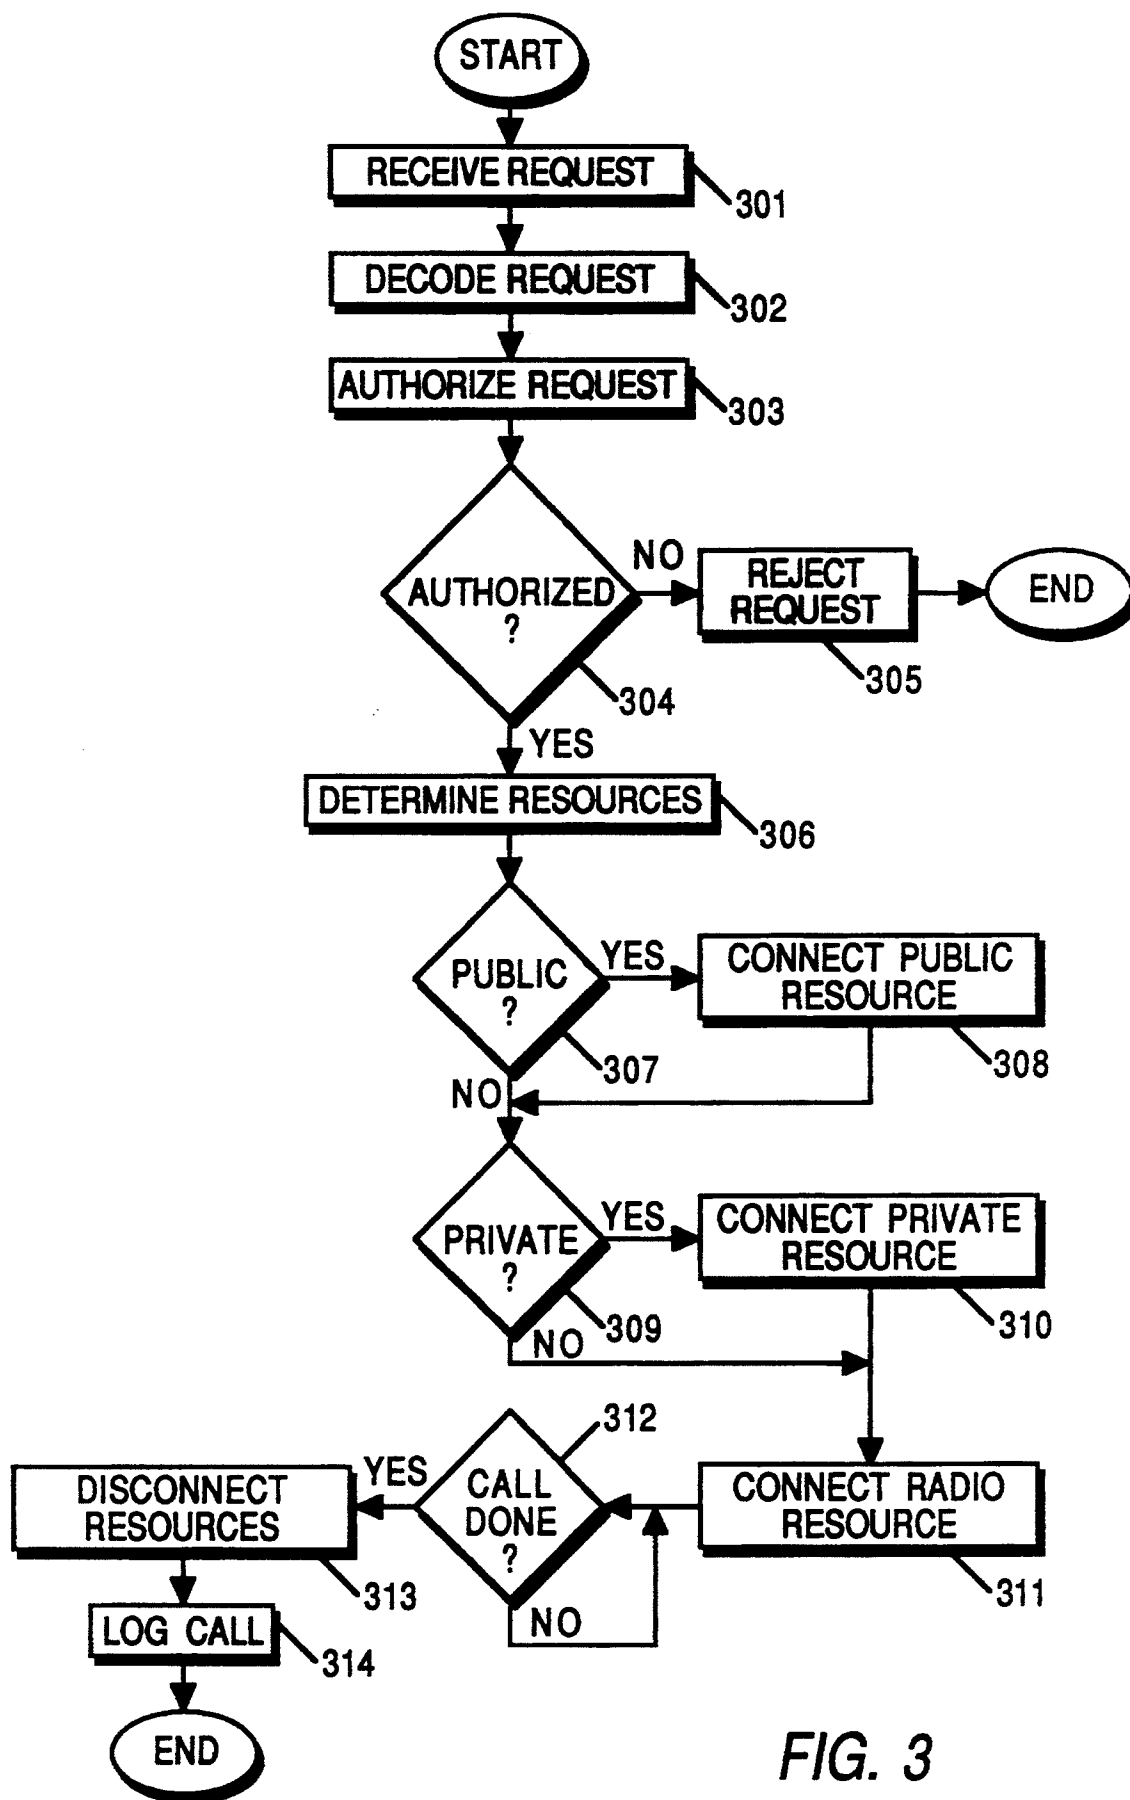 START
RECEIVE REQUEST
301
DECODE REQUEST
302
AUTHORIZE REQUEST
303
AUTHORIZED
?
304
NO
REJECT
REQUEST
305
END
YES
DETERMINE RESOURCES
306
PUBLIC
?
307
YES
CONNECT PUBLIC
RESOURCE
308
NO
PRIVATE
?
309
YES
CONNECT PRIVATE
RESOURCE
310
NO
CONNECT RADIO
RESOURCE
311
312
CALL
DONE
?
NO
YES
DISCONNECT
RESOURCES
313
LOG CALL
314
END
FIG. 3